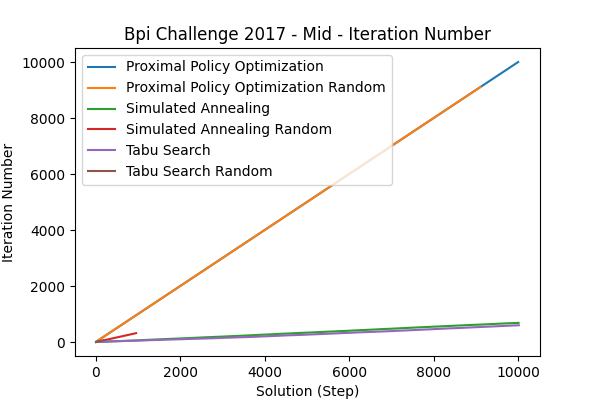 Bpi Challenge 2017 - Mid - Iteration Number
Proximal Policy Optimization
Proximal Policy Optimization Random
Simulated Annealing
Simulated Annealing Random
Tabu Search
Tabu Search Random
Iteration Number
10000
8000
6000
4000
2000
0
0 2000 4000 6000 8000 10000
Solution (Step)